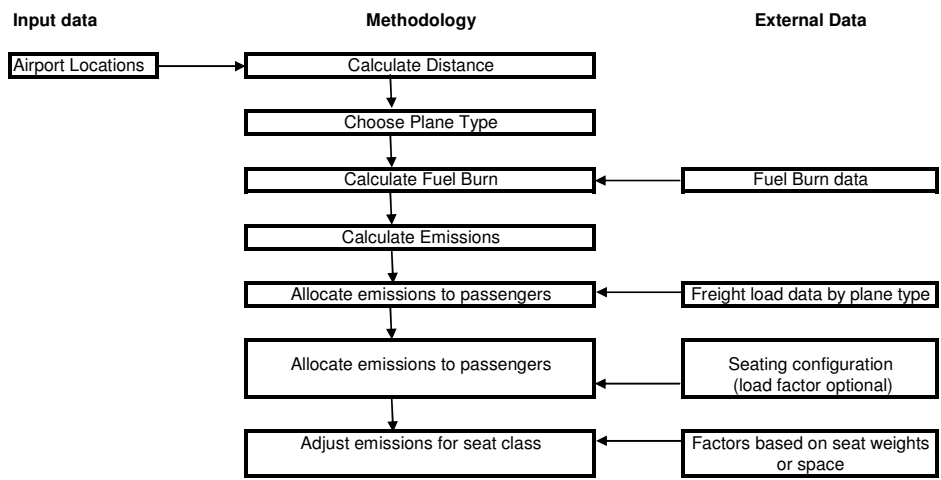 Input data
Methodology
External Data
Airport Locations
Calculate Distance
Choose Plane Type
Calculate Fuel Burn
Fuel Burn data
Calculate Emissions
Allocate emissions to passengers
Freight load data by plane type
Allocate emissions to passengers
Seating configuration
(load factor optional)
Adjust emissions for seat class
Factors based on seat weights
or space